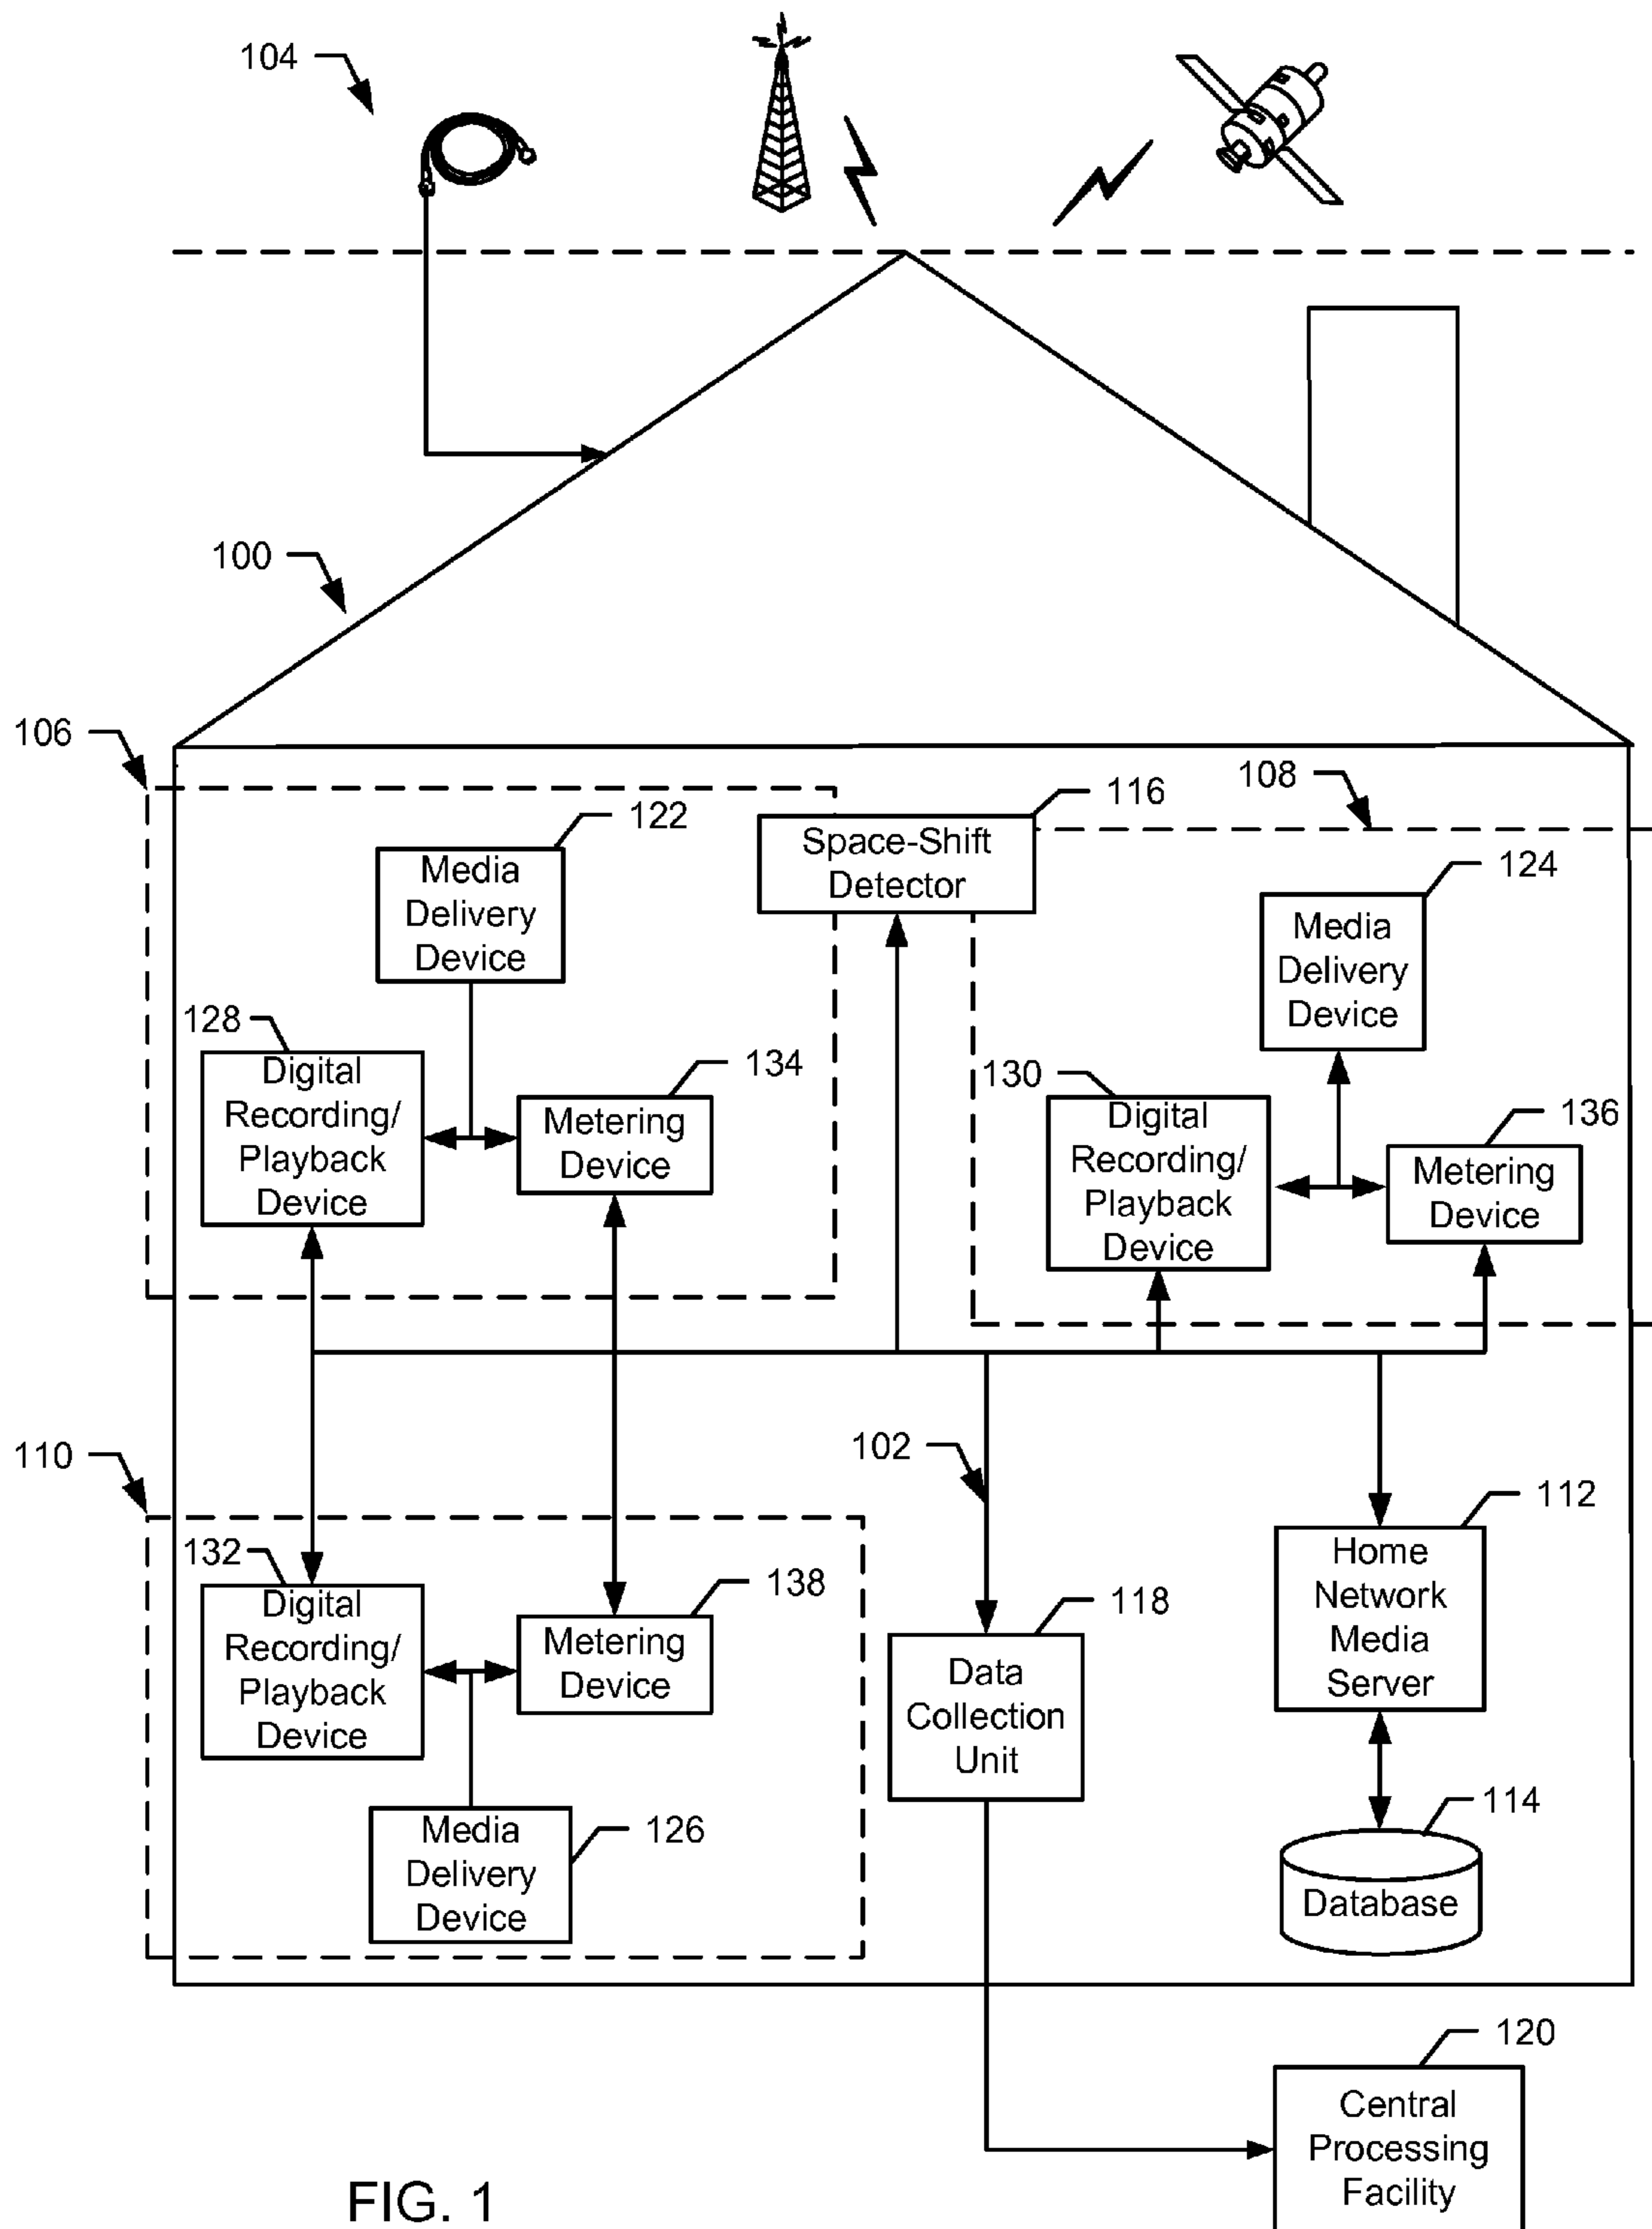 104
100
106
108
116
Space-Shift
Detector
122
Media
Delivery
Device
124
Media
Delivery
Device
128
Digital
Recording/
Playback
Device
134
Metering
Device
130
Digital
Recording/
Playback
Device
136
Metering
Device
110
102
112
Home
Network
Media
Server
132
Digital
Recording/
Playback
Device
138
Metering
Device
118
Data
Collection
Unit
126
Media
Delivery
Device
114
Database
120
Central
Processing
Facility
FIG. 1